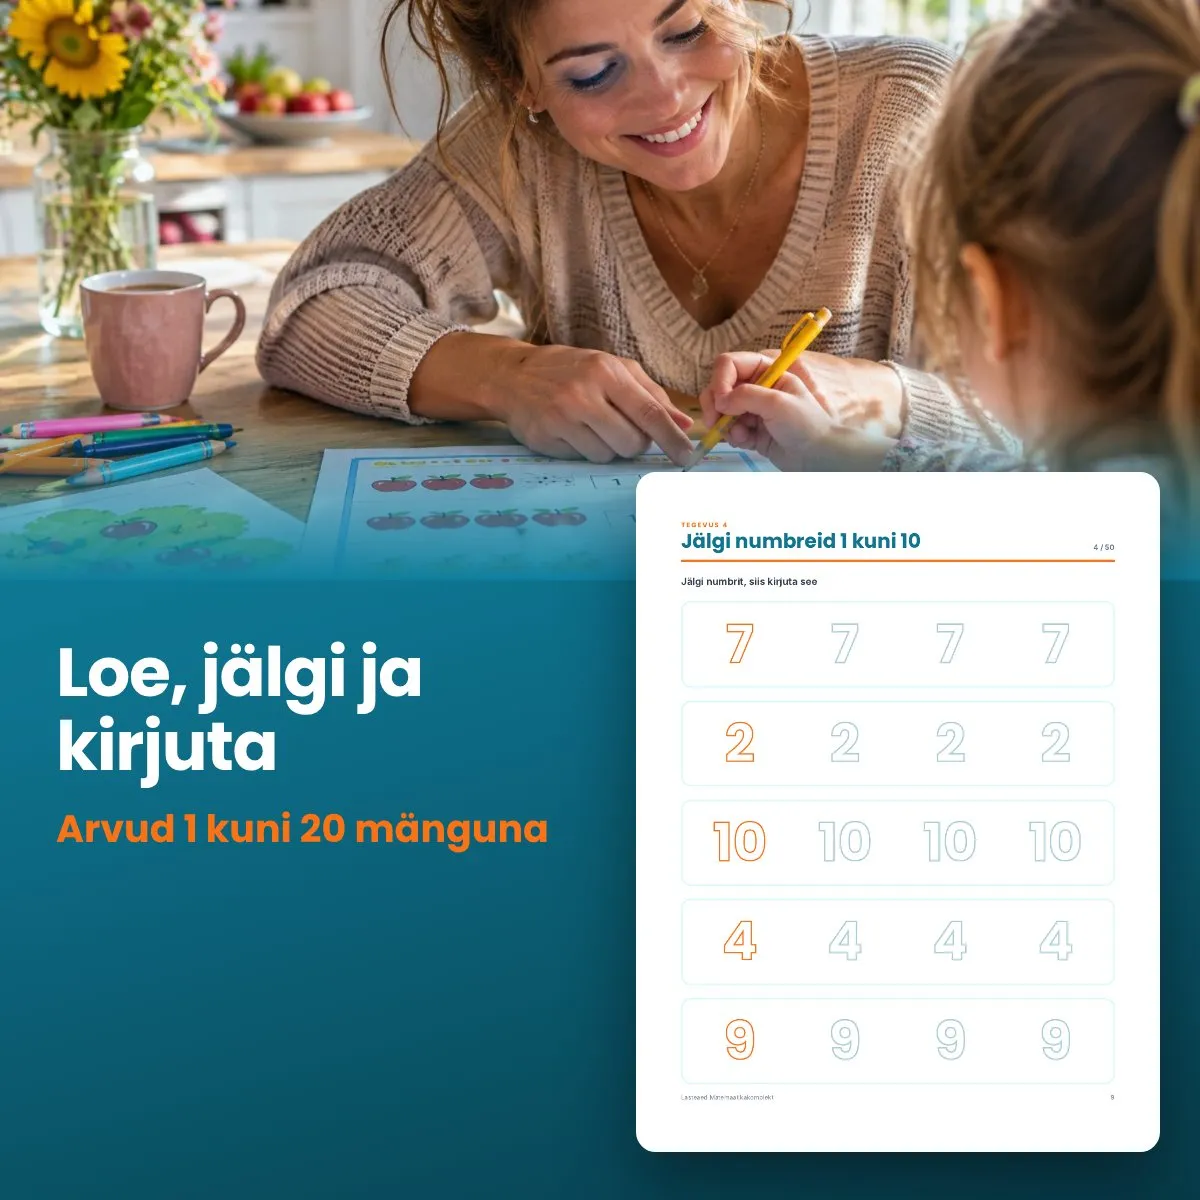 Loe, jälgi ja
kirjuta
Arvud 1 kuni 20 mänguna
TEGEVUS 4
Jälgi numbreid 1 kuni 10
4 / 50
Jälgi numbrit, siis kirjuta see
7 7 7 7
2 2 2 2
10 10 10 10
4 4 4 4
9 9 9 9
Lasteaed Matemaatikakomplekt
9